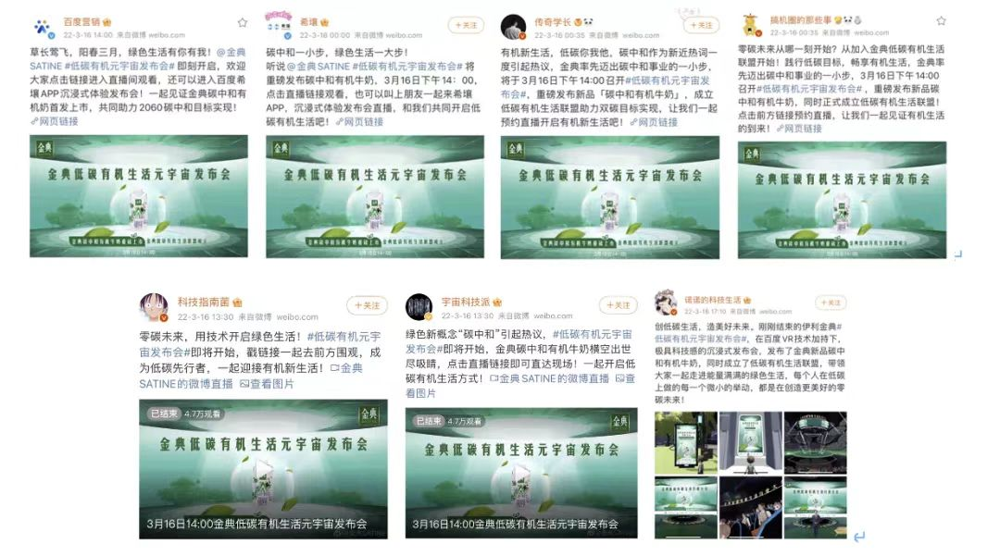 百度营销
22-3-16 14:00 来自微博 weibo.com
草长莺飞，阳春三月，绿色生活有你有我！@金典
SATINE #低碳有机元宇宙发布会# 即刻开启，欢迎
大家点击链接进入直播间观看，还可以进入百度希
壤APP沉浸式体验发布会！一起见证金典碳中和有
机奶首发上市，共同助力2060碳中和目标实现！
网页链接
金典
金典低碳有机生活元宇宙发布会
希壤
+关注
22-3-16 00:00 来自微博 weibo.com
碳中和一小步，绿色生活一大步！
听说@金典SATINE #低碳有机元宇宙发布会# 将
重磅发布碳中和有机牛奶，3月16日下午14：00，
点击直播链接观看，也可以叫上朋友一起来希壤
APP，沉浸式体验发布会直播，和我们共同开启低
碳有机生活吧！网页链接
金典
金典低碳有机生活元宇宙发布会
传奇学长
+关注
22-3-16 00:35 来自微博 weibo.com
有机新生活，低碳你我他，碳中和作为新近热词一
度引起热议，金典率先迈出碳中和事业的一小步，
将于3月16日下午14:00召开#低碳有机元宇宙发
布会#，重磅发布新品「碳中和有机牛奶」，成立
低碳有机生活联盟助力双碳目标实现，让我们一起
预约直播开启有机新生活吧！网页链接
金典
金典低碳有机生活元宇宙发布会
搞机圈的那些事
22-3-16 00:35 来自微博 weibo.com
零碳未来从哪一刻开始？从加入金典低碳有机生活
联盟开始！践行低碳目标，畅享有机生活，金典率
先迈出碳中和事业的一小步，3月16日下午14:00
召开#低碳有机元宇宙发布会#，重磅发布新品碳
中和有机牛奶，同时正式成立低碳有机生活联盟！
点击前方链接预约直播，让我们一起见证有机生活
的到来！网页链接
金典
金典低碳有机生活元宇宙发布会
科技指南菌
+关注
22-3-16 13:30 来自微博 weibo.com
零碳未来，用技术开启绿色生活！#低碳有机元宇
宙发布会#即将开始，戳链接一起去前方围观，成
为低碳先行者，一起迎接有机新生活！金典
SATINE的微博直播 查看图片
已结束 4.7万观看
金典
金典低碳有机生活元宇宙发布会
3月16日14:00金典低碳有机生活元宇宙发布会
宇宙科技派
+关注
22-3-16 13:30 来自微博 weibo.com
绿色新概念“碳中和”引起热议，#低碳有机元宇宙
发布会#即将开始，金典碳中和有机牛奶横空出世
尽吸睛，点击直播链接即可直达现场！一起开启低
碳有机生活方式！金典SATINE的微博直播 查
看图片
已结束 4.7万观看
金典
金典低碳有机生活元宇宙发布会
3月16日14:00金典低碳有机生活元宇宙发布会
诺诺的科技生活
+关注
22-3-16 17:10 来自微博 weibo.com
创低碳生活，造美好未来，刚刚结束的伊利金典#
低碳有机元宇宙发布会#，在百度VR技术加持下，
极具科技感的沉浸式发布会，发布了金典新品碳中
和有机牛奶，同时成立了低碳有机生活联盟，带领
大家一起走进能量满满的绿色生活，每个人在低碳
上做的每一个微小的举动，都是在创造更美好的零
碳未来！